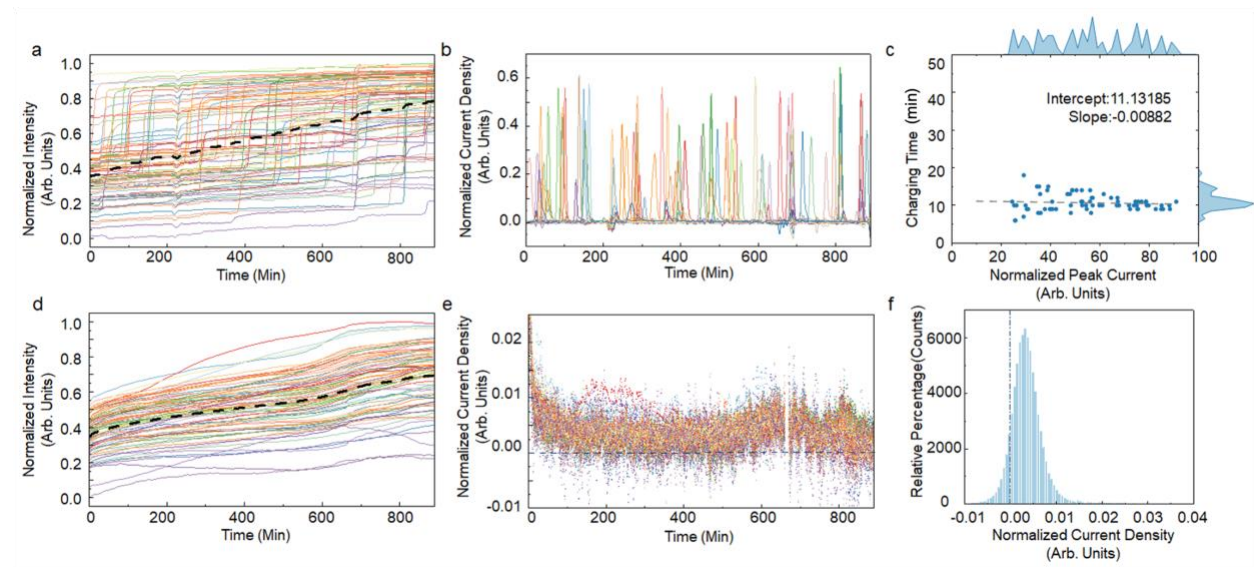 a
Normalized Intensity
(Arb. Units)
1.0
0.8
0.6
0.4
0.2
0.0
0
200
400
600
800
Time (Min)
b
Normalized Current Density
(Arb. Units)
0.6
0.4
0.2
0.0
0
200
400
600
800
Time (Min)
c
Charging Time (min)
50
40
30
20
10
0
Intercept:11.13185
Slope:-0.00882
0
20
40
60
80
100
Normalized Peak Current
(Arb. Units)
d
Normalized Intensity
(Arb. Units)
1.0
0.8
0.6
0.4
0.2
0.0
0
200
400
600
800
Time (Min)
e
Normalized Current Density
(Arb. Units)
0.02
0.01
0.00
-0.01
0
200
400
600
800
Time (Min)
f
Relative Percentage(Counts)
6000
4000
2000
0
-0.01
0.00
0.01
0.02
0.03
0.04
Normalized Current Density
(Arb. Units)